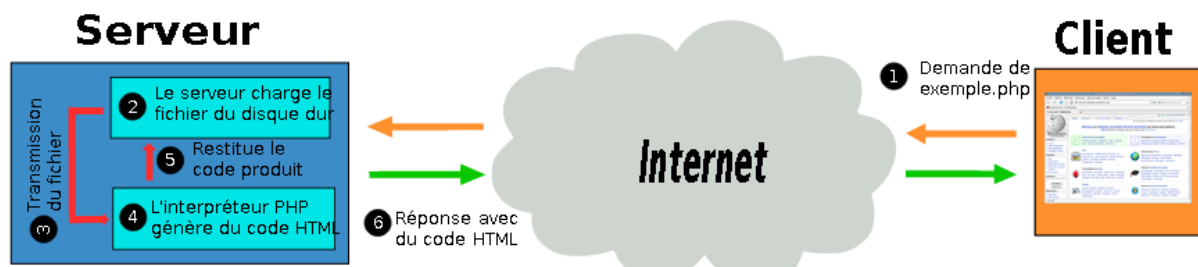 Serveur
Client
Internet
1 Demande de
exemple.php
2 Le serveur charge le
fichier du disque dur
3 Transmission
du fichier
4 L'interpréteur PHP
génère du code HTML
5 Restitue le
code produit
6 Réponse avec
du code HTML